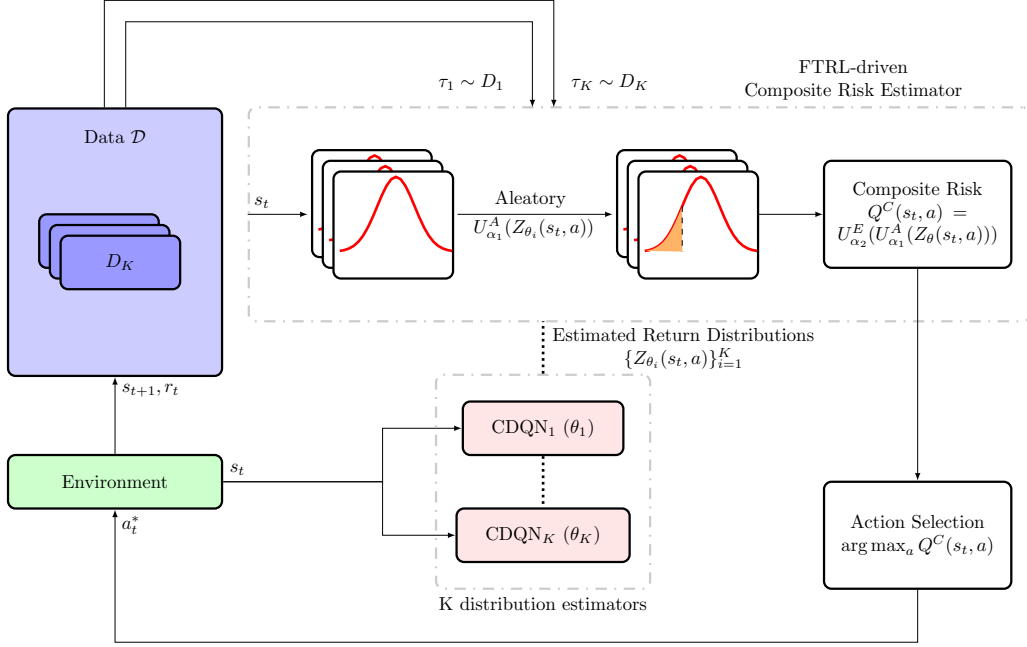 τ₁ ∼ D₁
τ_K ∼ D_K
FTRL-driven
Composite Risk Estimator
Data 𝒟
D_K
s_t
Aleatory
U^A_{α₁}(Z_{θ_i}(s_t, a))
Composite Risk
Q^C(s_t, a) =
U^E_{α₂}(U^A_{α₁}(Z_θ(s_t, a)))
Estimated Return Distributions
{Z_{θ_i}(s_t, a)}^K_{i=1}
s_{t+1}, r_t
CDQN₁ (θ₁)
Environment
s_t
CDQN_K (θ_K)
a^*_t
Action Selection
arg max_a Q^C(s_t, a)
K distribution estimators